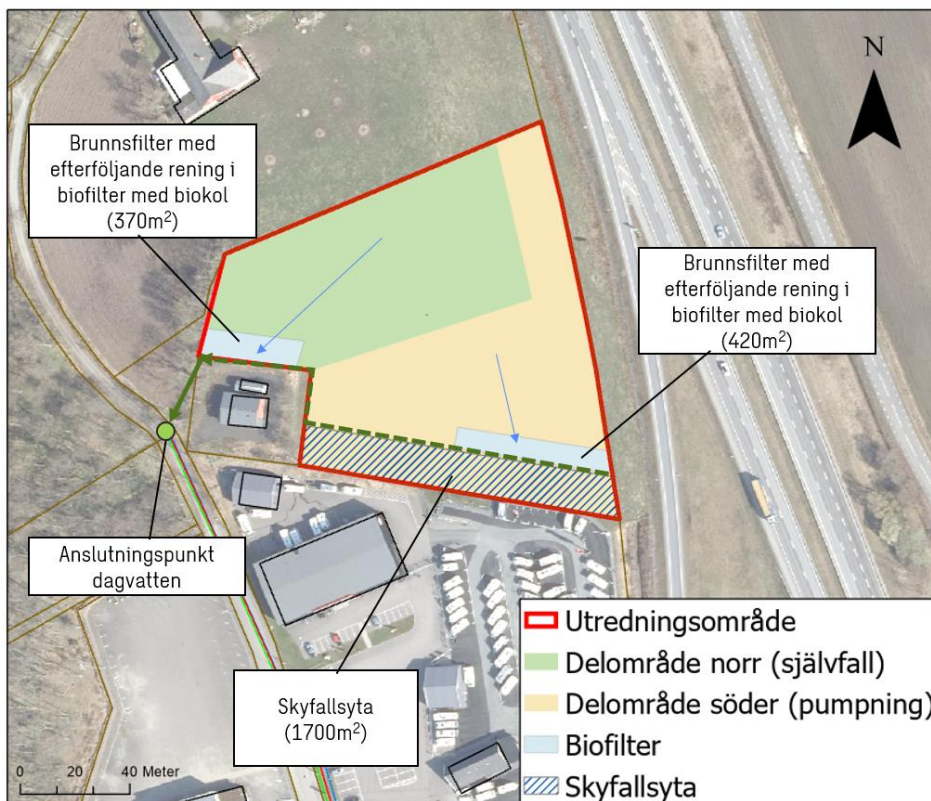 N
Brunnsfilter med
efterföljande rening i
biofilter med biokol
(370m²)
Brunnsfilter med
efterföljande rening i
biofilter med biokol
(420m²)
Anslutningspunkt
dagvatten
Skyfallsyta
(1700m²)
Utredningsområde
Delområde norr (självfall)
Delområde söder (pumpning)
Biofilter
Skyfallsyta
0 20 40 Meter